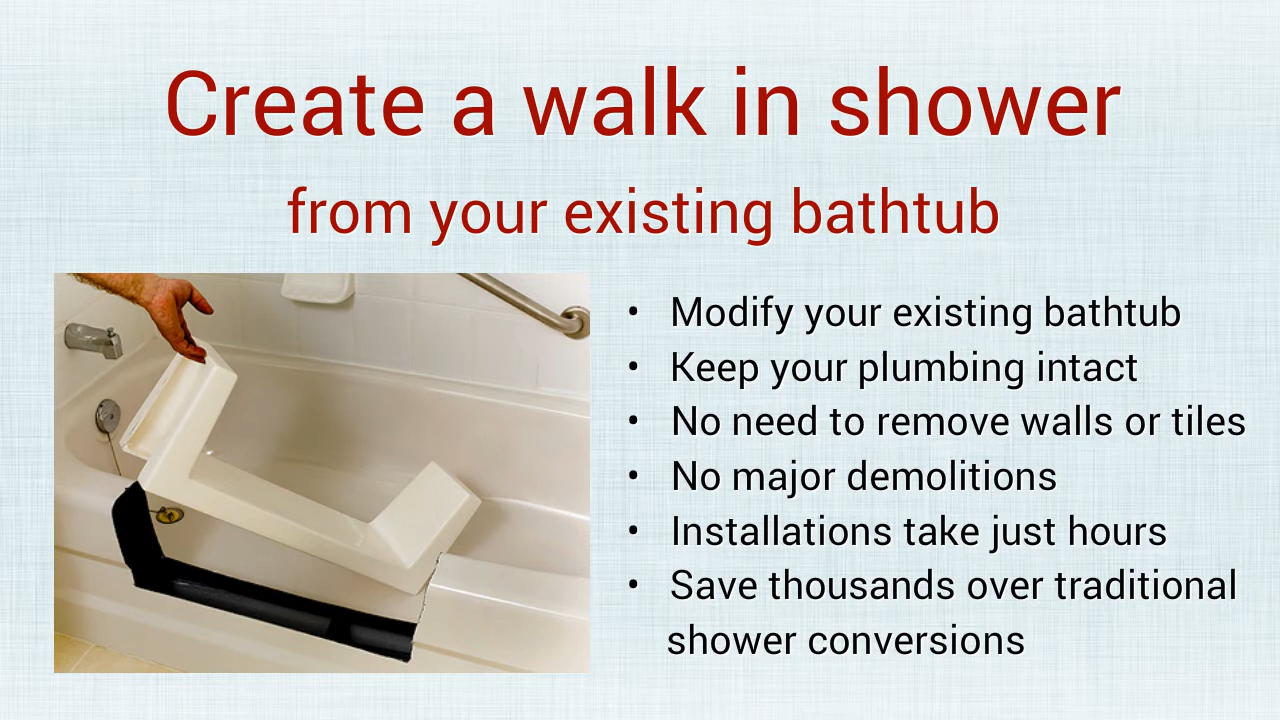 Create a walk in shower
from your existing bathtub
• Modify your existing bathtub
• Keep your plumbing intact
• No need to remove walls or tiles
• No major demolitions
• Installations take just hours
• Save thousands over traditional
shower conversions